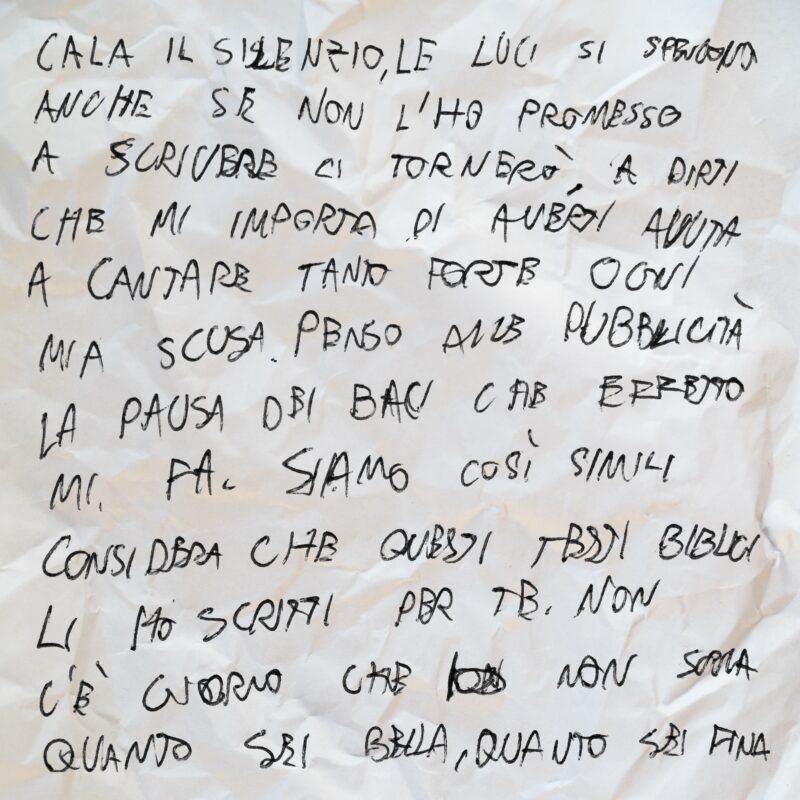 CALA IL SILENZIO, LE LUCI SI SPENGONO
ANCHE SE NON L'HO PROMESSO
A SCRIVERE CI TORNERÒ, A DIRTI
CHE MI IMPORTA DI AVERTI AVUTA
A CANTARE TANTO FORTE OGNI
MIA SCUSA. PENSO ALLE PUBBLICITÀ
LA PAUSA DEI BACI CHE EFFETTO
MI FA. SIAMO COSÌ SIMILI
CONSIDERA CHE QUESTI TESTI BIBLICI
LI HO SCRITTI PER TE. NON
C'È GIORNO CHE NON
QUANTO SEI BELLA, QUANTO SEI FINA